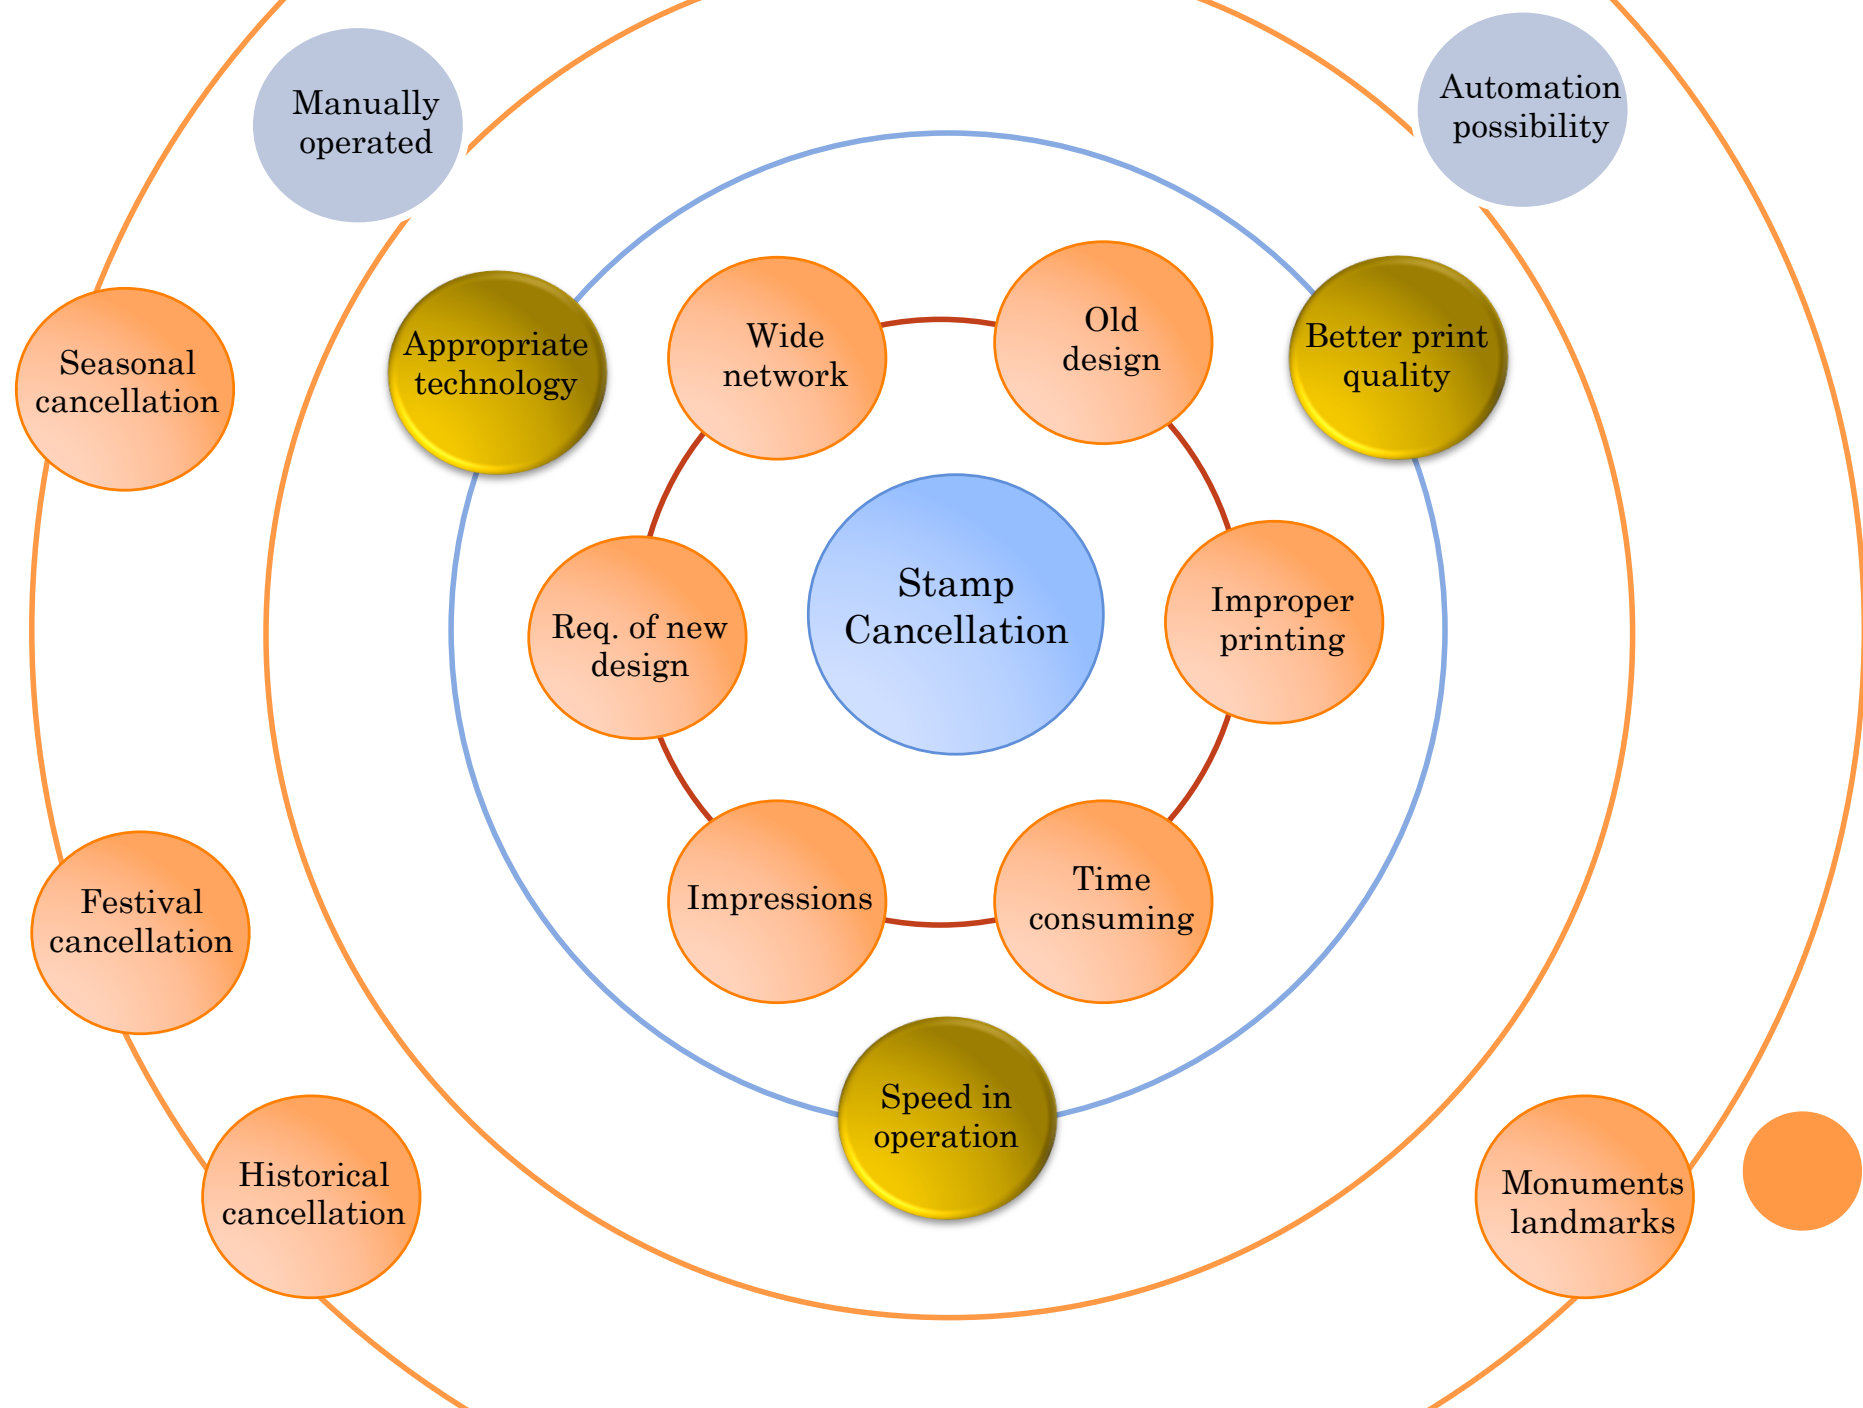 Manually
operated
Automation
possibility
Seasonal
cancellation
Appropriate
technology
Wide
network
Old
design
Better print
quality
Req. of new
design
Stamp
Cancellation
Improper
printing
Festival
cancellation
Impressions
Time
consuming
Speed in
operation
Historical
cancellation
Monuments
landmarks